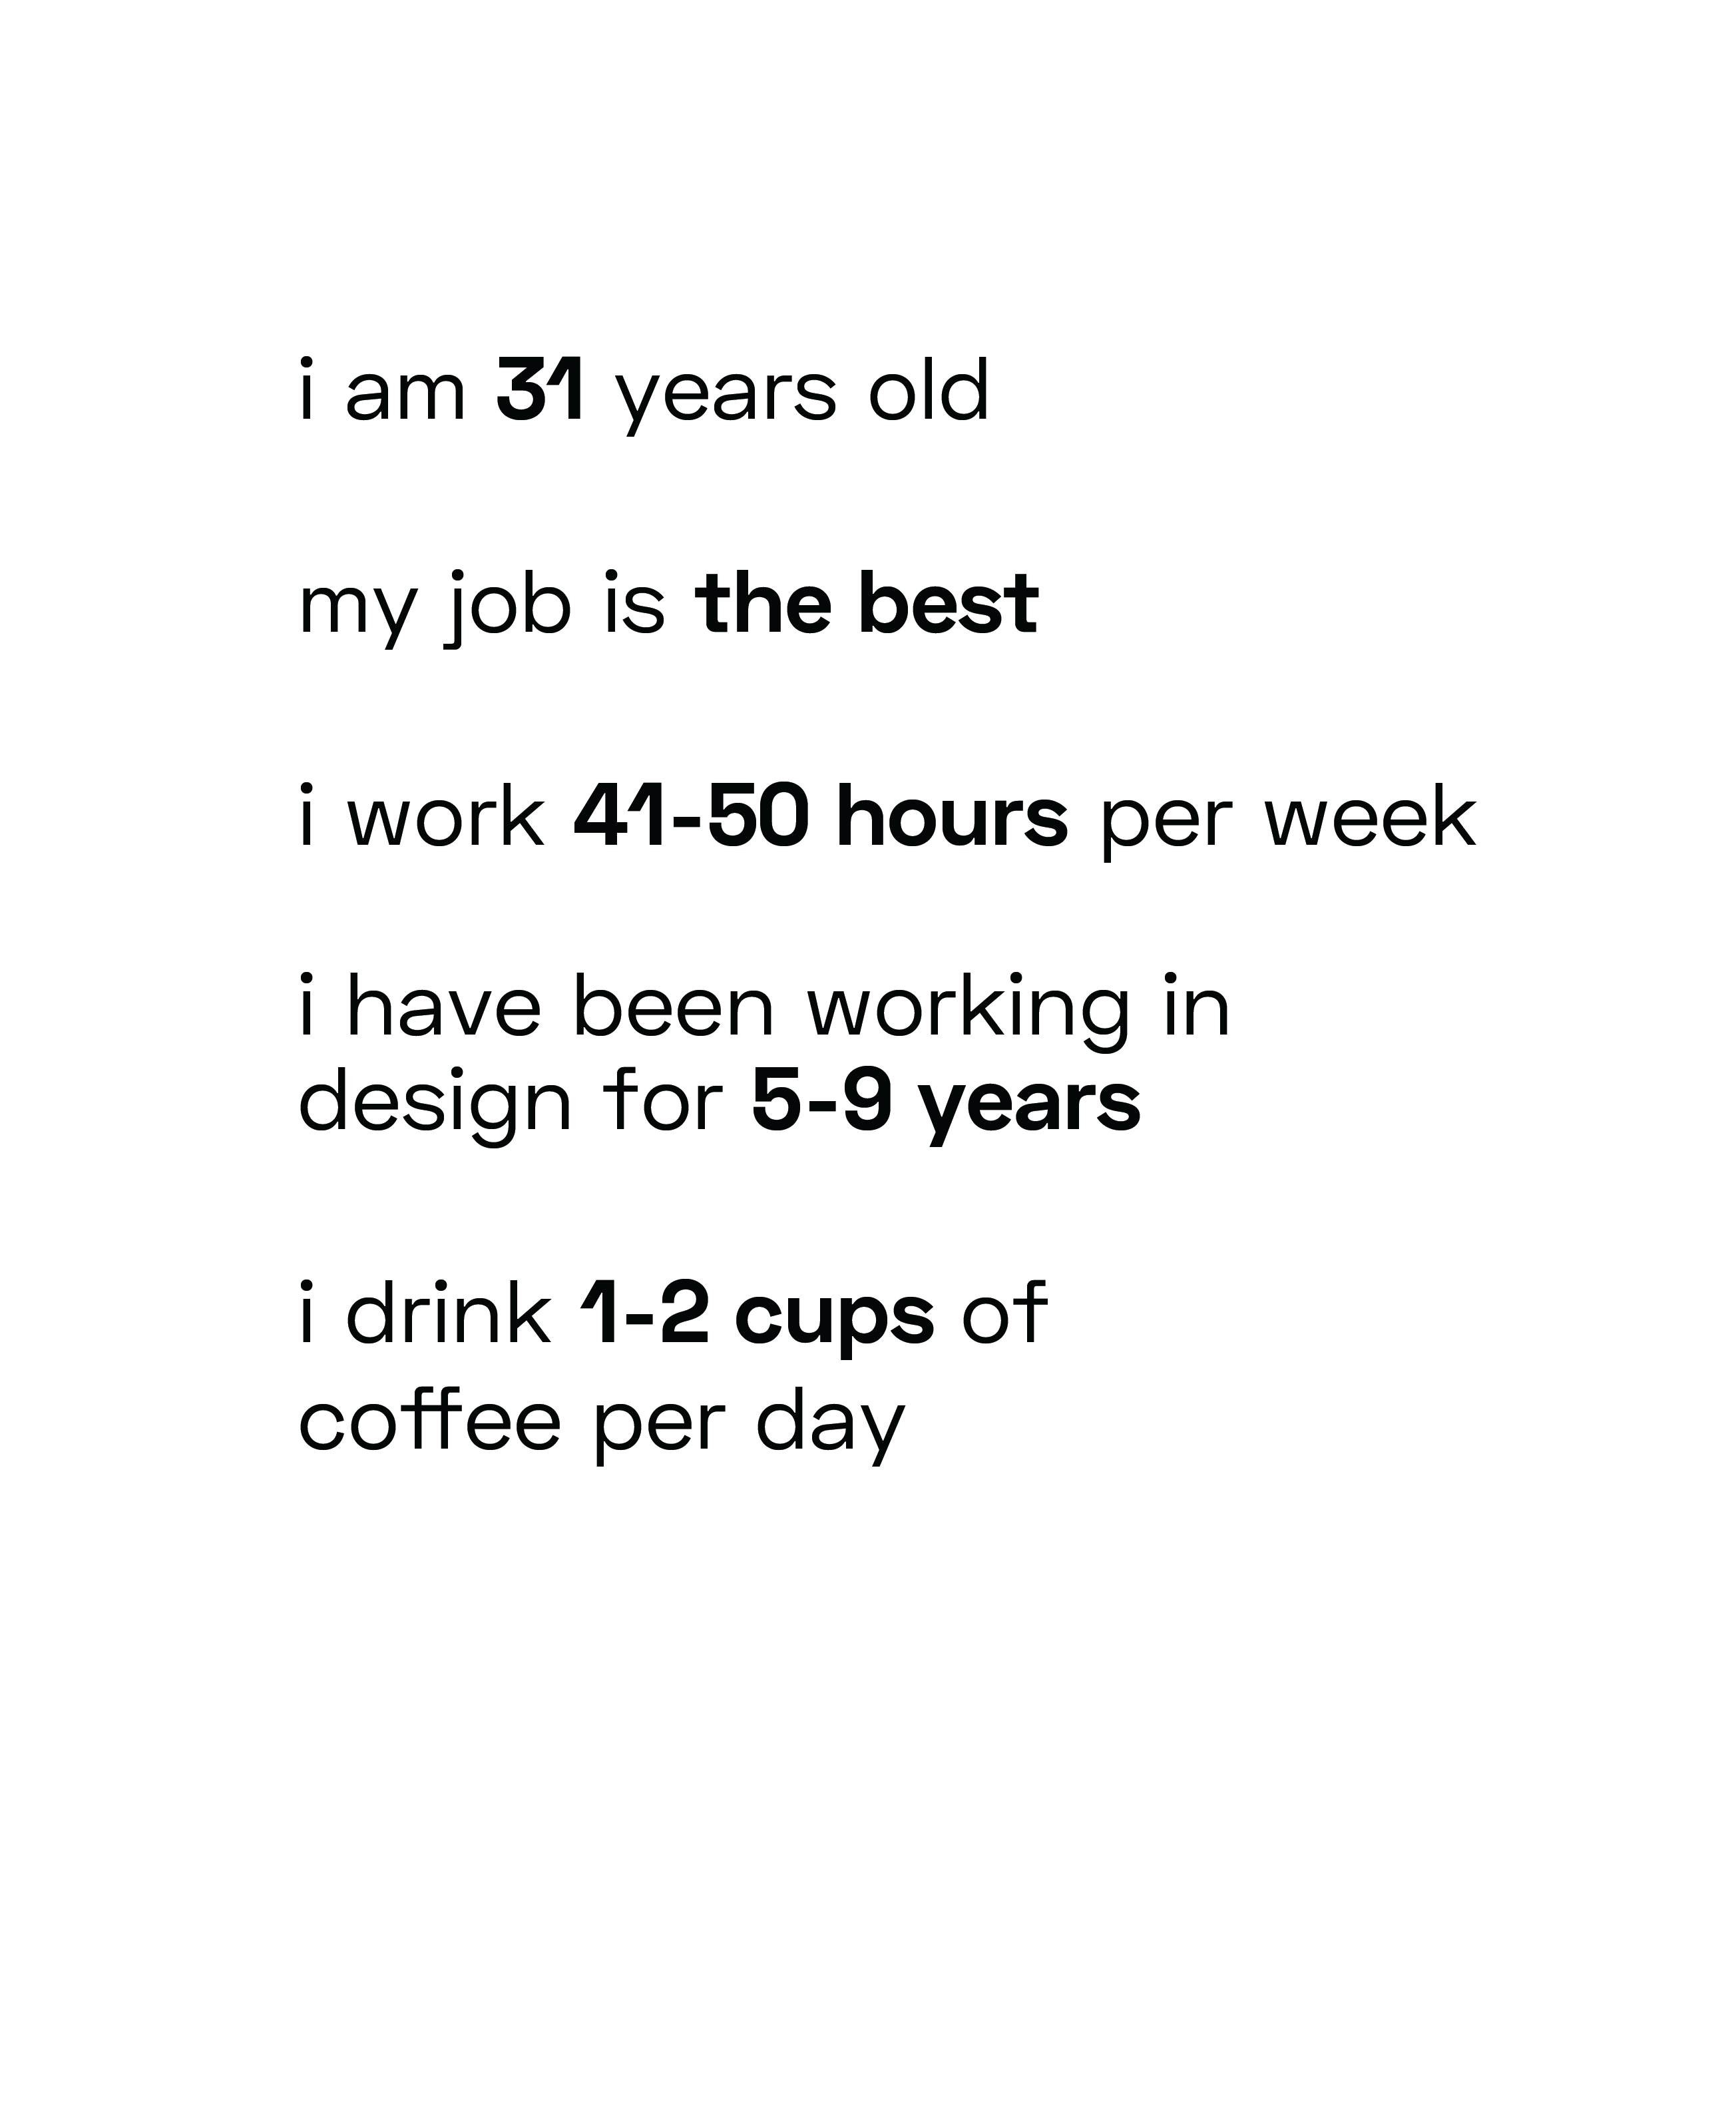 i am 31 years old
my job is the best
i work 41-50 hours per week
i have been working in
design for 5-9 years
i drink 1-2 cups of
coffee per day